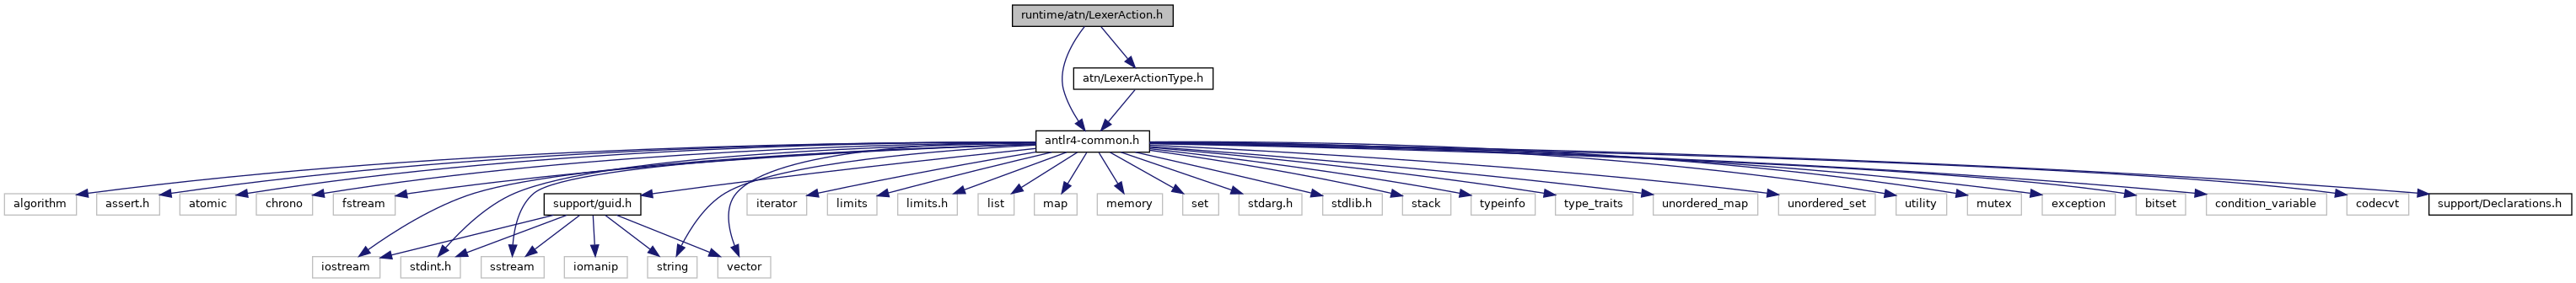 runtime/atn/LexerAction.h
atn/LexerActionType.h
antlr4-common.h
algorithm
assert.h
atomic
chrono
fstream
support/guid.h
iterator
limits
limits.h
list
map
memory
set
stdarg.h
stdlib.h
stack
typeinfo
type_traits
unordered_map
unordered_set
utility
mutex
exception
bitset
condition_variable
codecvt
support/Declarations.h
iostream
stdint.h
sstream
iomanip
string
vector